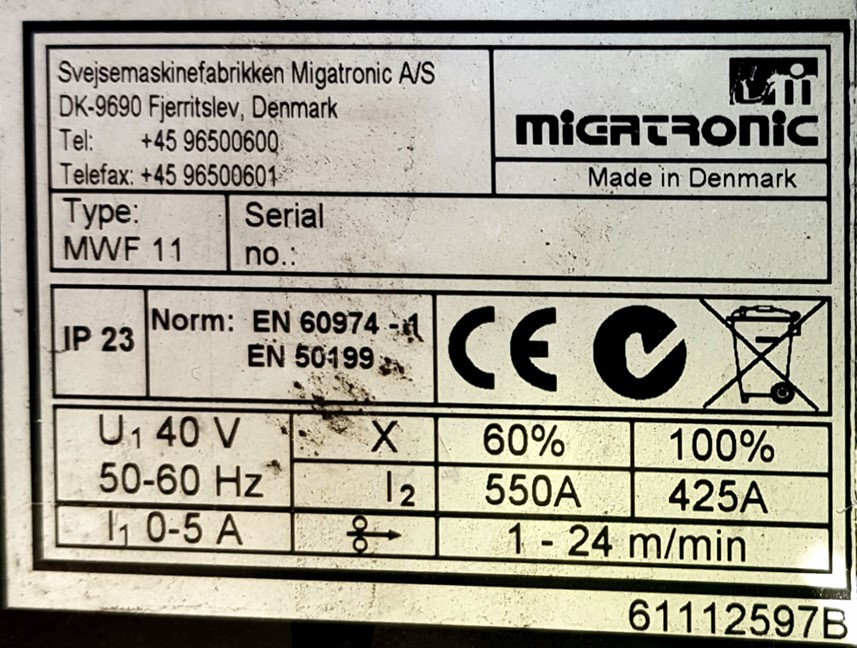 Svejsemaskinefabrikken Migatronic A/S
DK-9690 Fjerritslev, Denmark
Tel: +45 96500600
Telefax: +45 96500601
MIGATRONIC
Made in Denmark
Type:
MWF 11
Serial
no.:
IP 23
Norm: EN 60974 - 1
EN 50199
CE
U1 40 V
50-60 Hz
X 60% 100%
I2 550A 425A
I1 0-5 A
1 - 24 m/min
61112597B